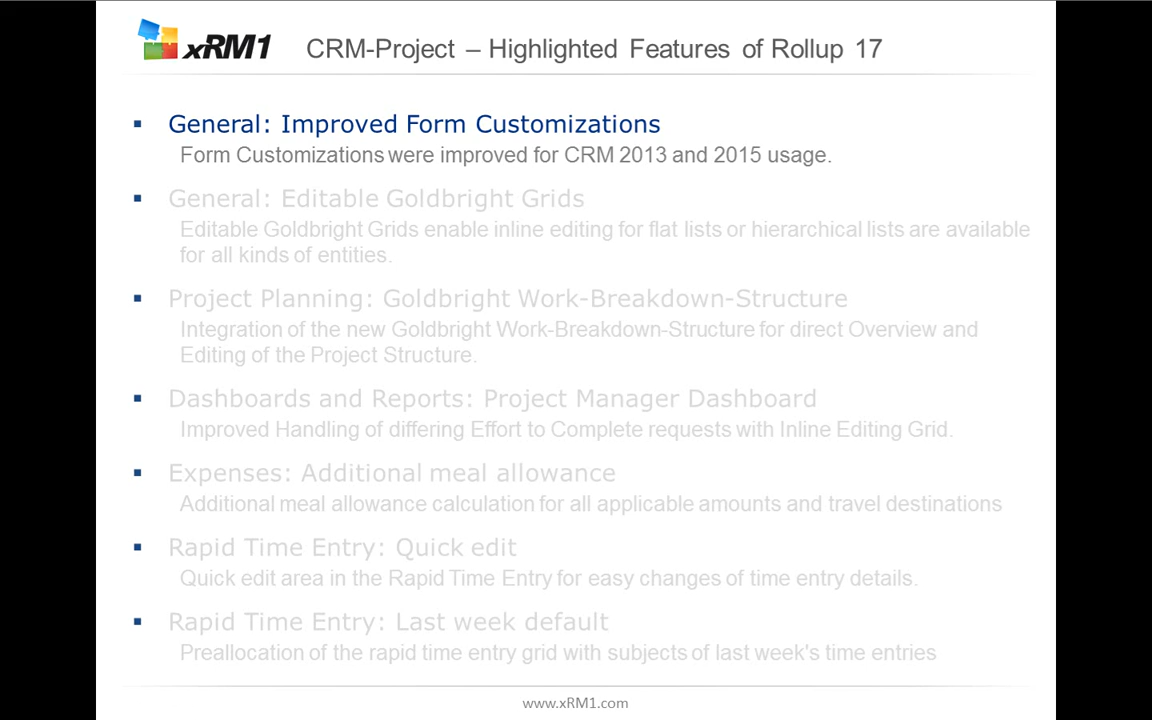 xRM1
CRM-Project – Highlighted Features of Rollup 17
▪ General: Improved Form Customizations
Form Customizations were improved for CRM 2013 and 2015 usage.
▪ General: Editable Goldbright Grids
Editable Goldbright Grids enable inline editing for flat lists or hierarchical lists are available
for all kinds of entities.
▪ Project Planning: Goldbright Work-Breakdown-Structure
Integration of the new Goldbright Work-Breakdown-Structure for direct Overview and
Editing of the Project Structure.
▪ Dashboards and Reports: Project Manager Dashboard
Improved Handling of differing Effort to Complete requests with Inline Editing Grid.
▪ Expenses: Additional meal allowance
Additional meal allowance calculation for all applicable amounts and travel destinations
▪ Rapid Time Entry: Quick edit
Quick edit area in the Rapid Time Entry for easy changes of time entry details.
▪ Rapid Time Entry: Last week default
Preallocation of the rapid time entry grid with subjects of last week's time entries
www.xRM1.com